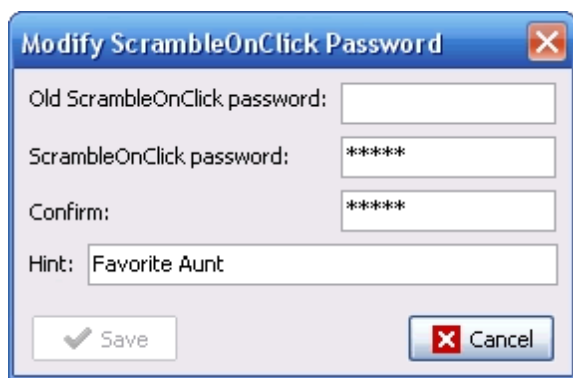 Modify ScrambleOnClick Password
Old ScrambleOnClick password:
ScrambleOnClick password: *****
Confirm: *****
Hint: Favorite Aunt
Save Cancel